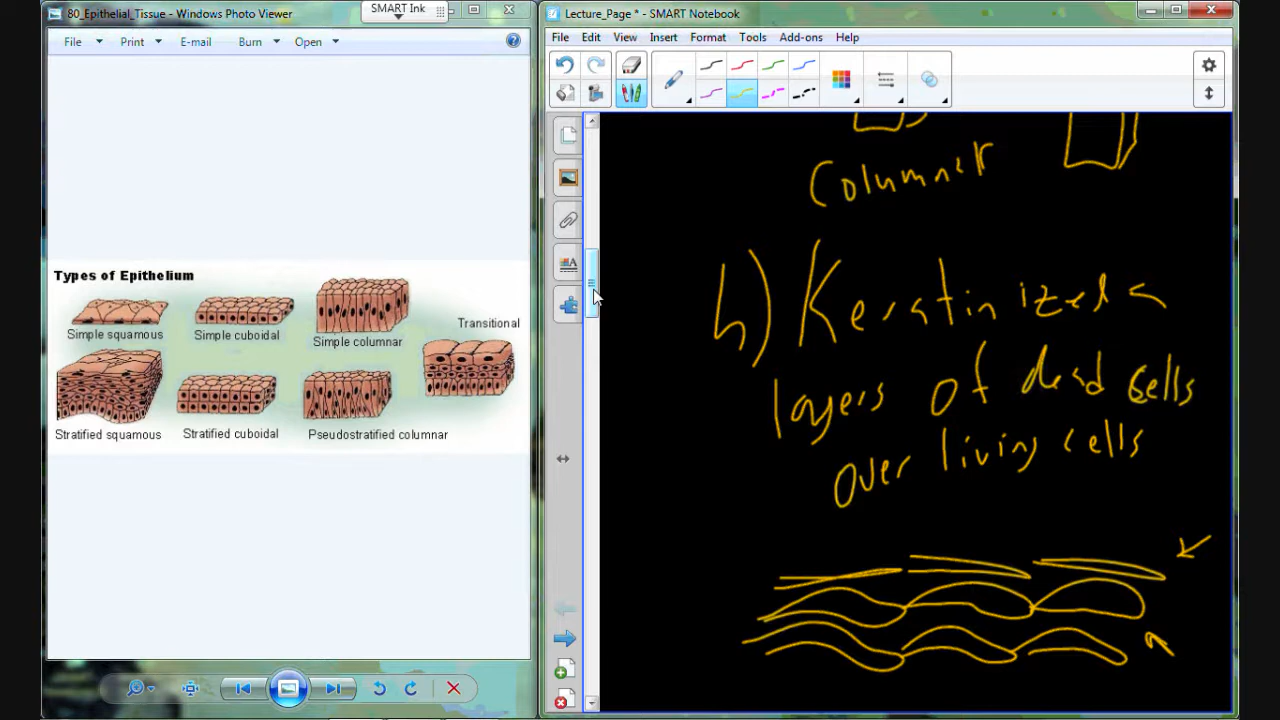 80_Epithelial_Tissue - Windows Photo Viewer
SMART Ink
File Print E-mail Burn Open
Types of Epithelium
Simple squamous
Simple cuboidal
Simple columnar
Transitional
Stratified squamous
Stratified cuboidal
Pseudostratified columnar
Lecture_Page * - SMART Notebook
File Edit View Insert Format Tools Add-ons Help
h) Keratinized
layers of dead cells
over living cells